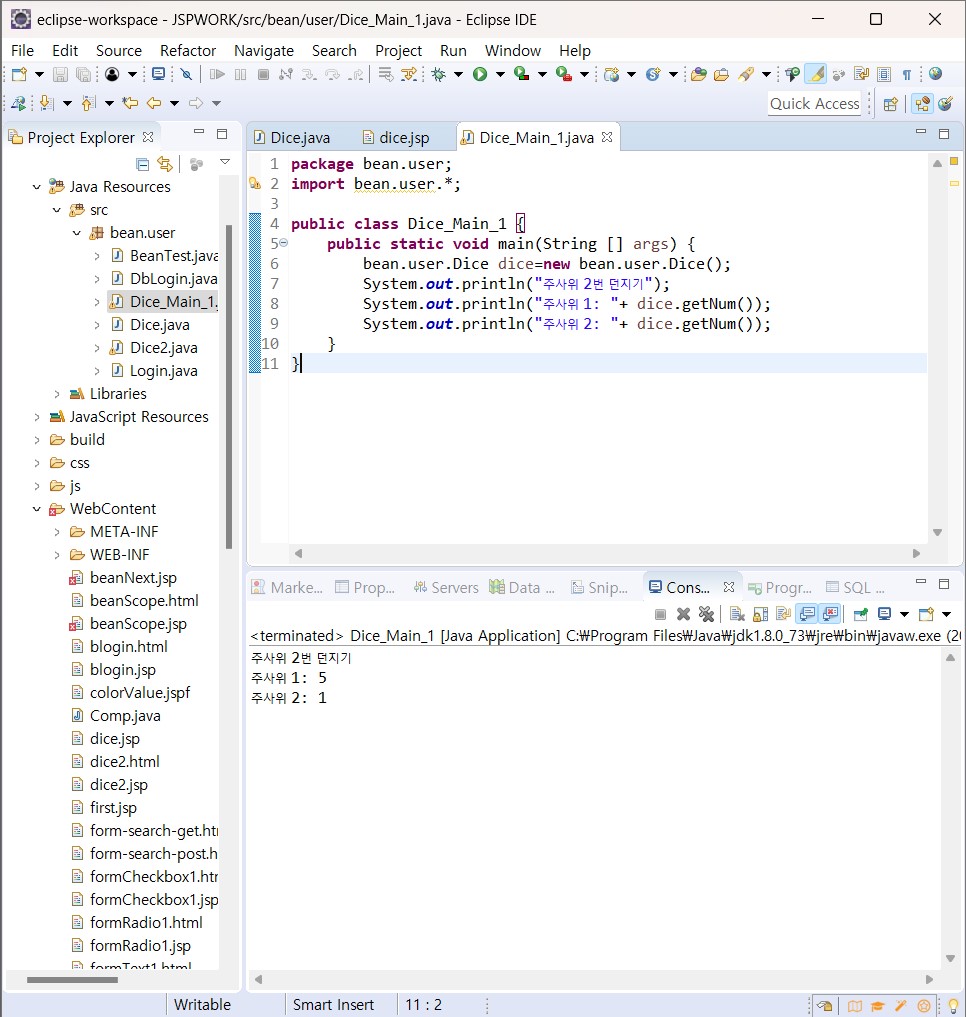 eclipse-workspace - JSPWORK/src/bean/user/Dice_Main_1.java - Eclipse IDE
File Edit Source Refactor Navigate Search Project Run Window Help
Quick Access
Project Explorer
Java Resources
src
bean.user
BeanTest.java
DbLogin.java
Dice_Main_1.
Dice.java
Dice2.java
Login.java
Libraries
JavaScript Resources
build
css
js
WebContent
META-INF
WEB-INF
beanNext.jsp
beanScope.html
beanScope.jsp
blogin.html
blogin.jsp
colorValue.jspf
Comp.java
dice.jsp
dice2.html
dice2.jsp
first.jsp
form-search-get.htm
form-search-post.h
formCheckbox1.htm
formCheckbox1.jsp
formRadio1.html
formRadio1.jsp
formText1.html
Dice.java dice.jsp Dice_Main_1.java
1 package bean.user;
2 import bean.user.*;
3
4 public class Dice_Main_1 {
5 public static void main(String [] args) {
6 bean.user.Dice dice=new bean.user.Dice();
7 System.out.println("주사위 2번 던지기");
8 System.out.println("주사위 1: "+ dice.getNum());
9 System.out.println("주사위 2: "+ dice.getNum());
10 }
11 }
Marke... Prop... Servers Data ... Snip... Cons... Progr... SQL ...
<terminated> Dice_Main_1 [Java Application] C:₩Program Files₩Java₩jdk1.8.0_73₩jre₩bin₩javaw.exe (20
주사위 2번 던지기
주사위 1: 5
주사위 2: 1
Writable Smart Insert 11 : 2